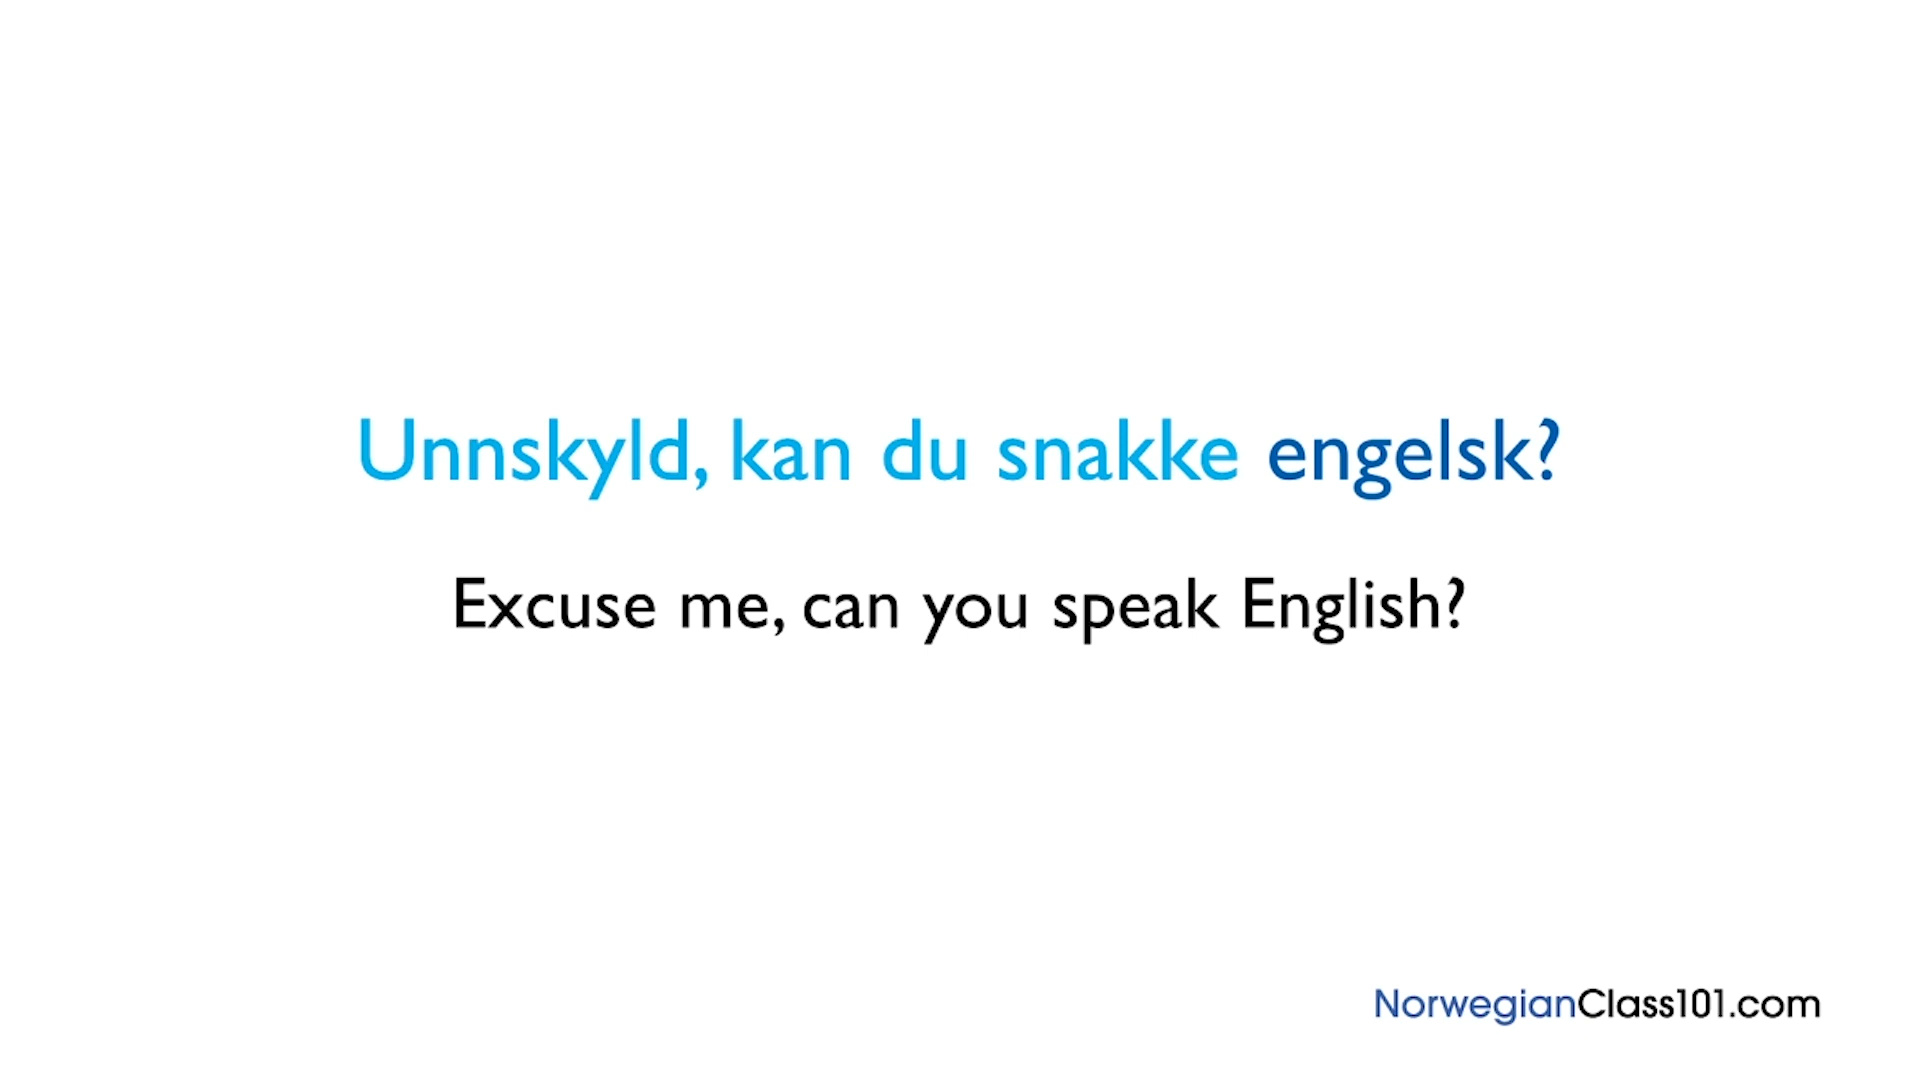 Unnskyld, kan du snakke engelsk?
Excuse me, can you speak English?
NorwegianClass101.com